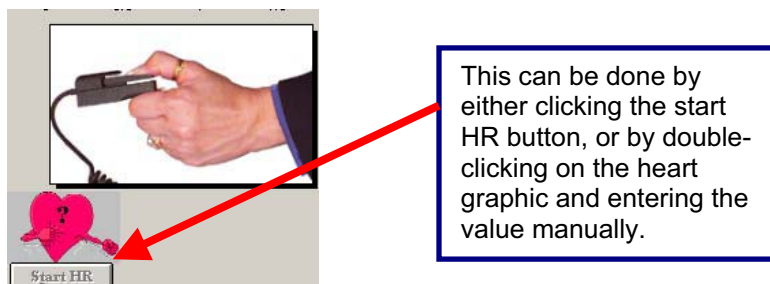 ?
Start HR
This can be done by
either clicking the start
HR button, or by double-
clicking on the heart
graphic and entering the
value manually.